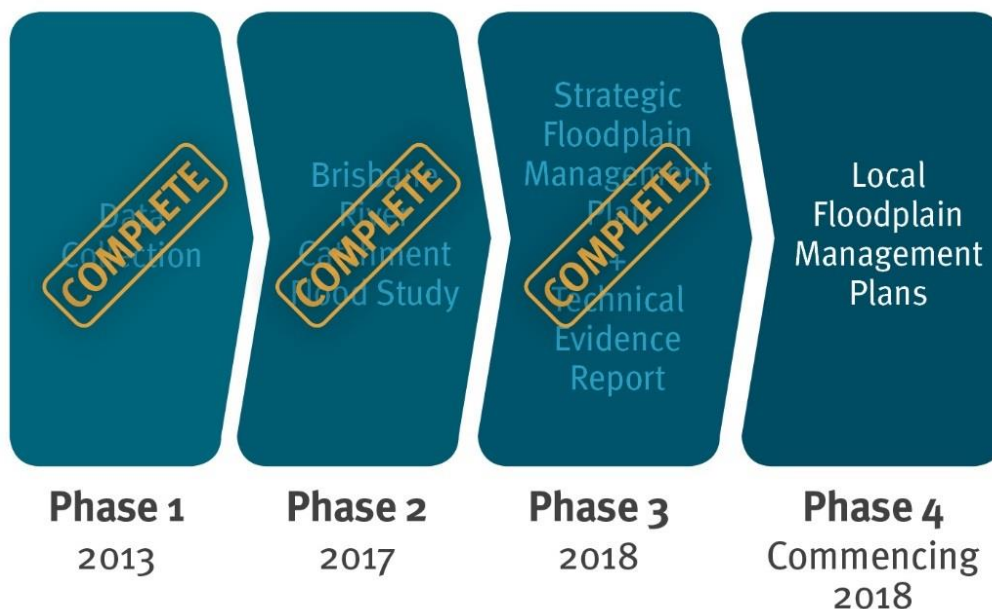 Data
Collection
COMPLETE
Brisbane
River
Catchment
Flood Study
COMPLETE
Strategic
Floodplain
Management
Plan
+
Technical
Evidence
Report
COMPLETE
Local
Floodplain
Management
Plans
Phase 1
2013
Phase 2
2017
Phase 3
2018
Phase 4
Commencing
2018